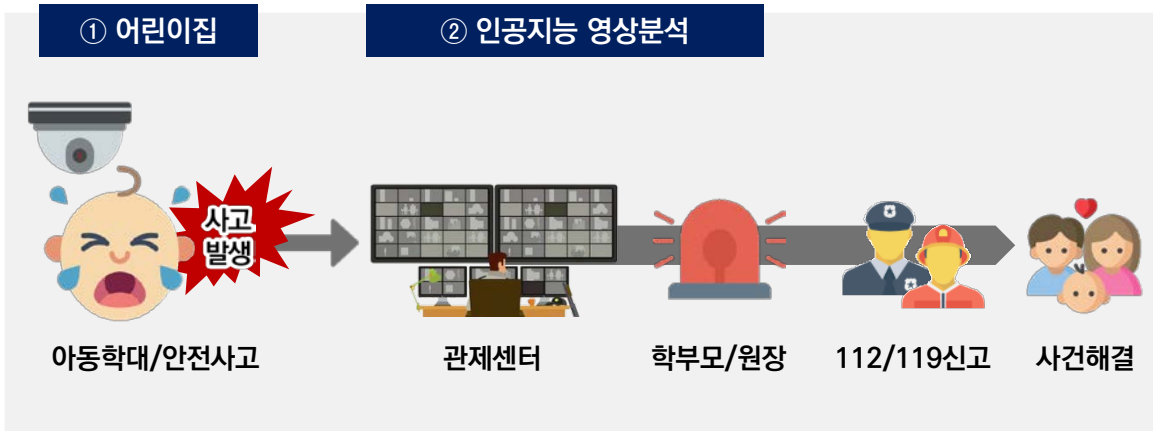 ① 어린이집
② 인공지능 영상분석
사고
발생
아동학대/안전사고
관제센터
학부모/원장
112/119신고
사건해결